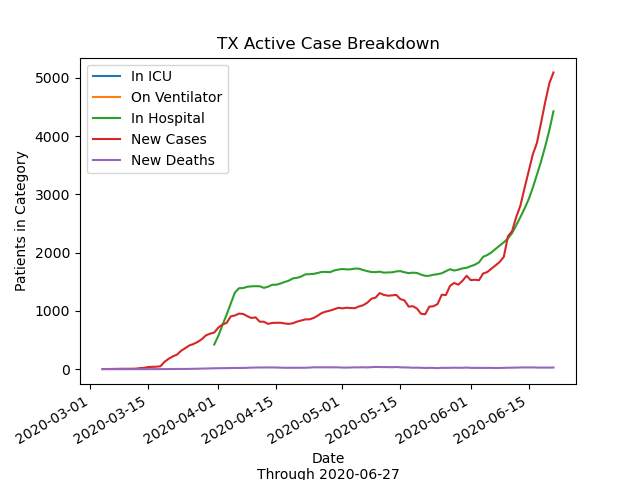 TX Active Case Breakdown
In ICU
On Ventilator
In Hospital
New Cases
New Deaths
Patients in Category
5000
4000
3000
2000
1000
0
2020-03-01
2020-03-15
2020-04-01
2020-04-15
2020-05-01
2020-05-15
2020-06-01
2020-06-15
Date
Through 2020-06-27